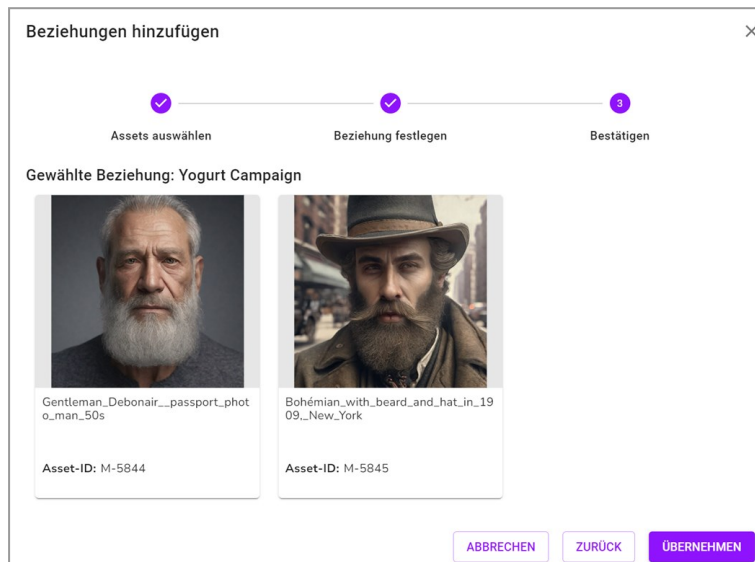 Beziehungen hinzufügen
3
Assets auswählen
Beziehung festlegen
Bestätigen
Gewählte Beziehung: Yogurt Campaign
Gentleman_Debonair__passport_phot
o_man_50s
Asset-ID: M-5844
Bohémian_with_beard_and_hat_in_19
09,_New_York
Asset-ID: M-5845
ABBRECHEN
ZURÜCK
ÜBERNEHMEN